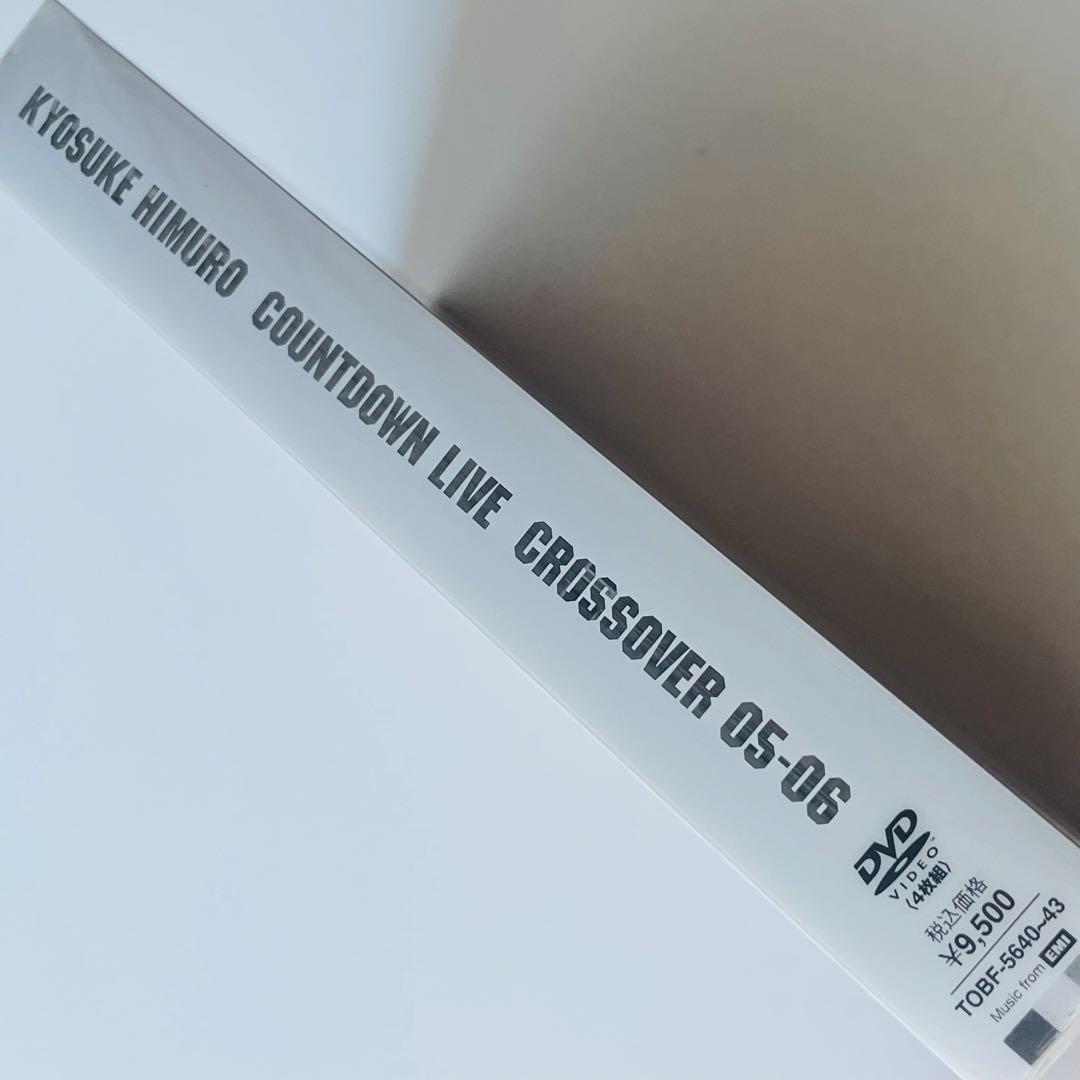 KYOSUKE HIMURO COUNTDOWN LIVE CROSSOVER 05-06
DVD™
VIDEO
(4枚組)
税込価格
¥9,500
TOBF-5640~43
Music from EMI